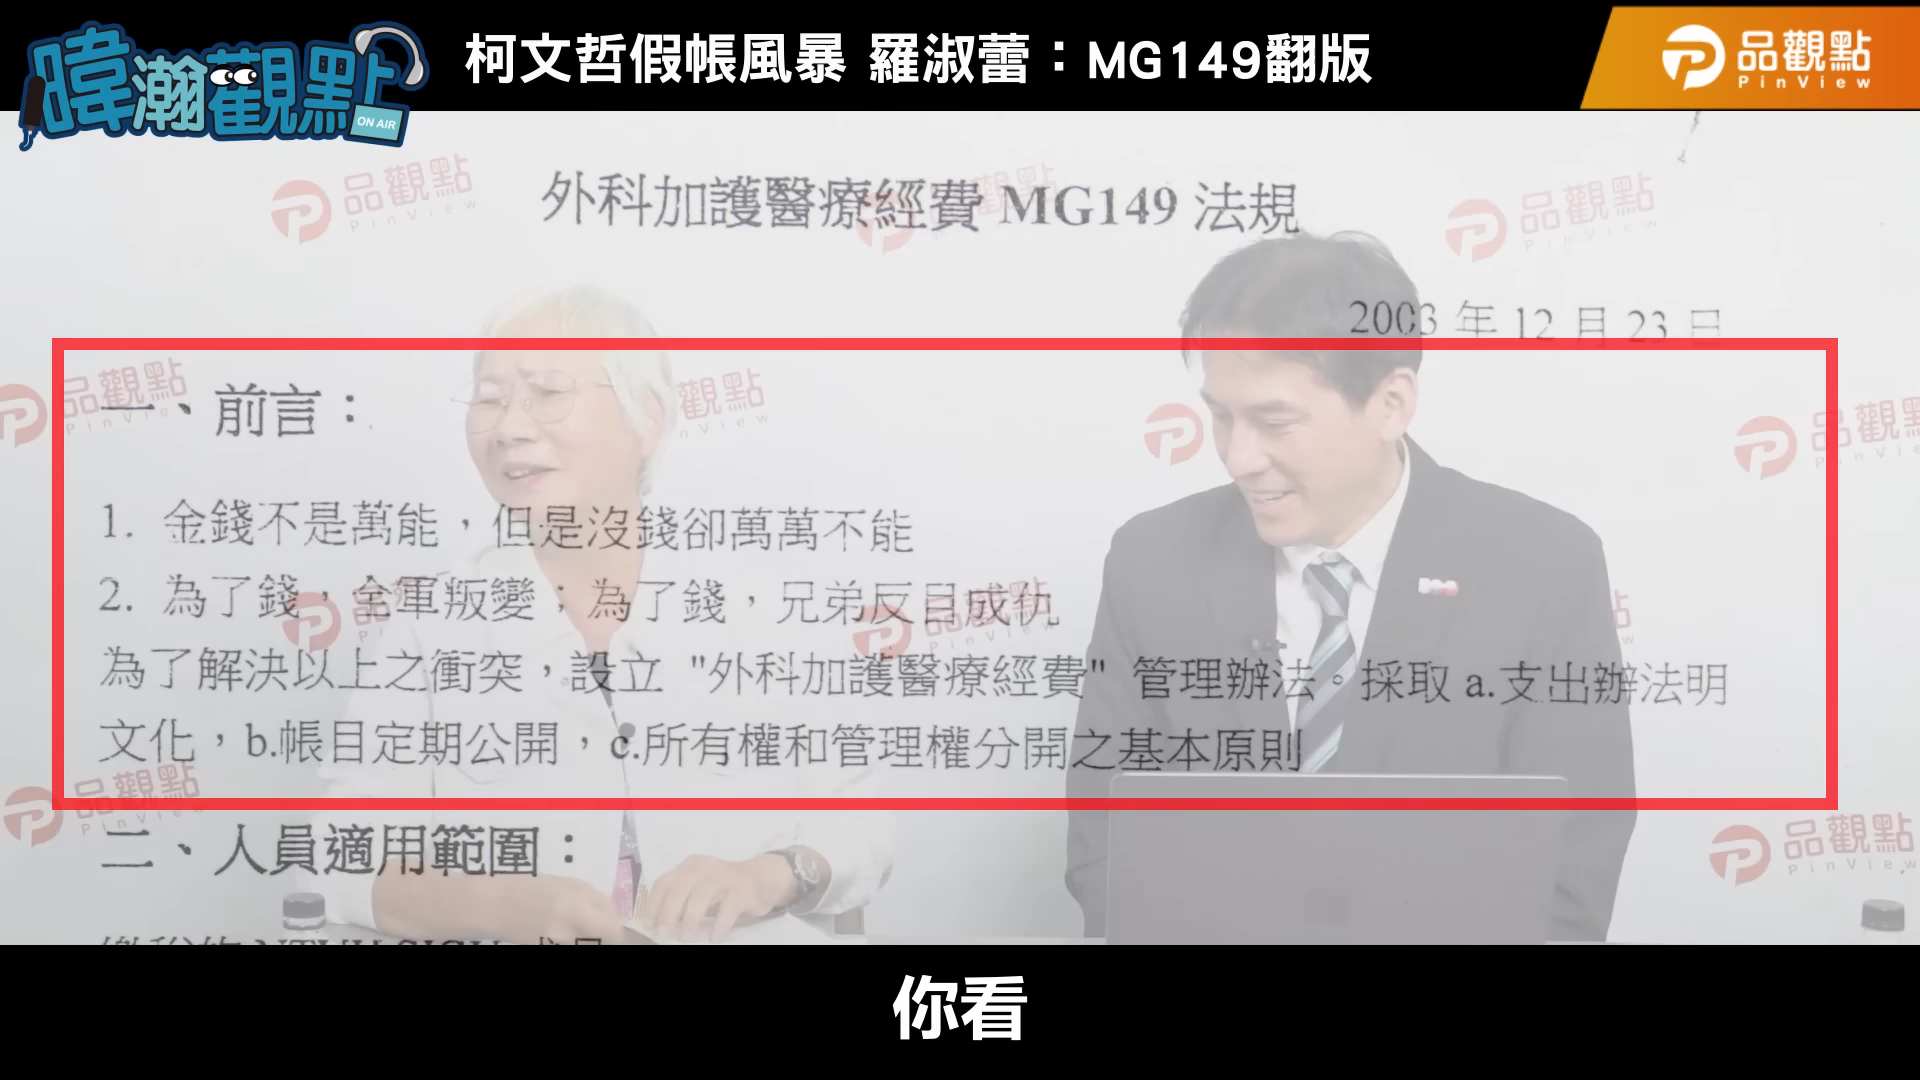 暐瀚觀點
ON AIR
柯文哲假帳風暴 羅淑蕾：MG149翻版
品觀點
PinView
外科加護醫療經費 MG149 法規
2003 年 12 月 23 日
一、前言：
1. 金錢不是萬能，但是沒錢卻萬萬不能
2. 為了錢，全軍叛變；為了錢，兄弟反目成仇
為了解決以上之衝突，設立 "外科加護醫療經費" 管理辦法。採取 a.支出辦法明
文化，b.帳目定期公開，c.所有權和管理權分開之基本原則
二、人員適用範圍：
你看